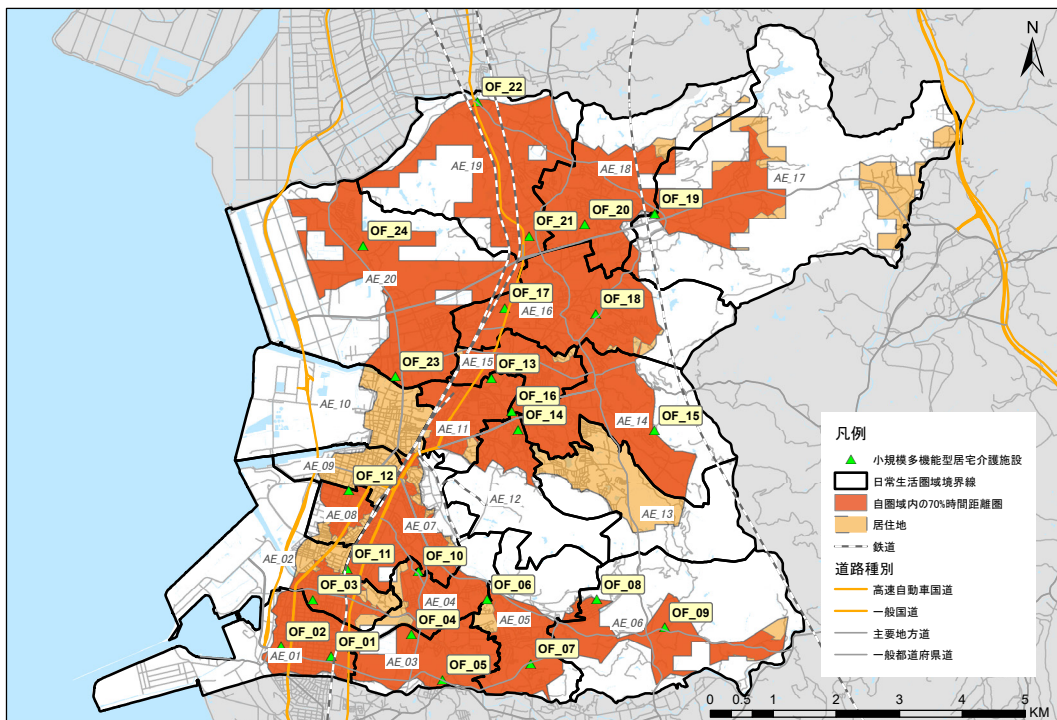 OF_22
N
AE_19
AE_18
AE_17
OF_19
OF_20
OF_21
OF_24
AE_20
OF_17
AE_16
OF_18
AE_15
OF_13
OF_23
OF_16
AE_10
OF_14
AE_11
AE_14
OF_15
AE_09
OF_12
AE_12
AE_08
AE_07
AE_13
AE_02
OF_11
OF_10
OF_03
OF_06
OF_08
AE_04
OF_04
AE_05
AE_06
OF_09
OF_02
OF_01
AE_01
AE_03
OF_05
OF_07
凡例
小規模多機能型居宅介護施設
日常生活圏域境界線
自圏域内の70%時間距離圏
居住地
鉄道
道路種別
高速自動車国道
一般国道
主要地方道
一般都道府県道
0 0.5 1 2 3 4 5
KM